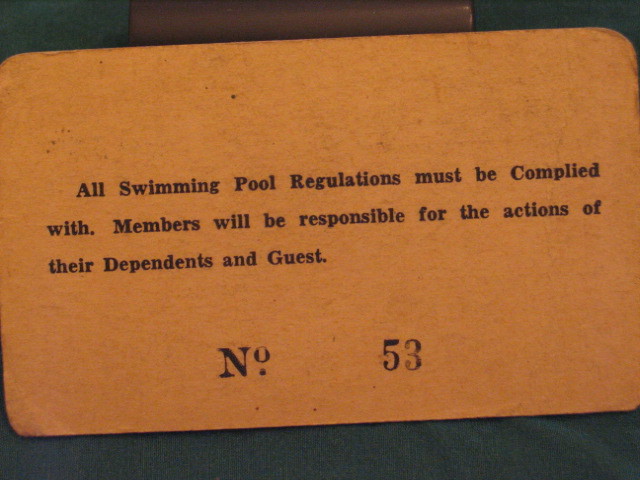 All Swimming Pool Regulations must be Complied
with. Members will be responsible for the actions of
their Dependents and Guest.
Nº. 53